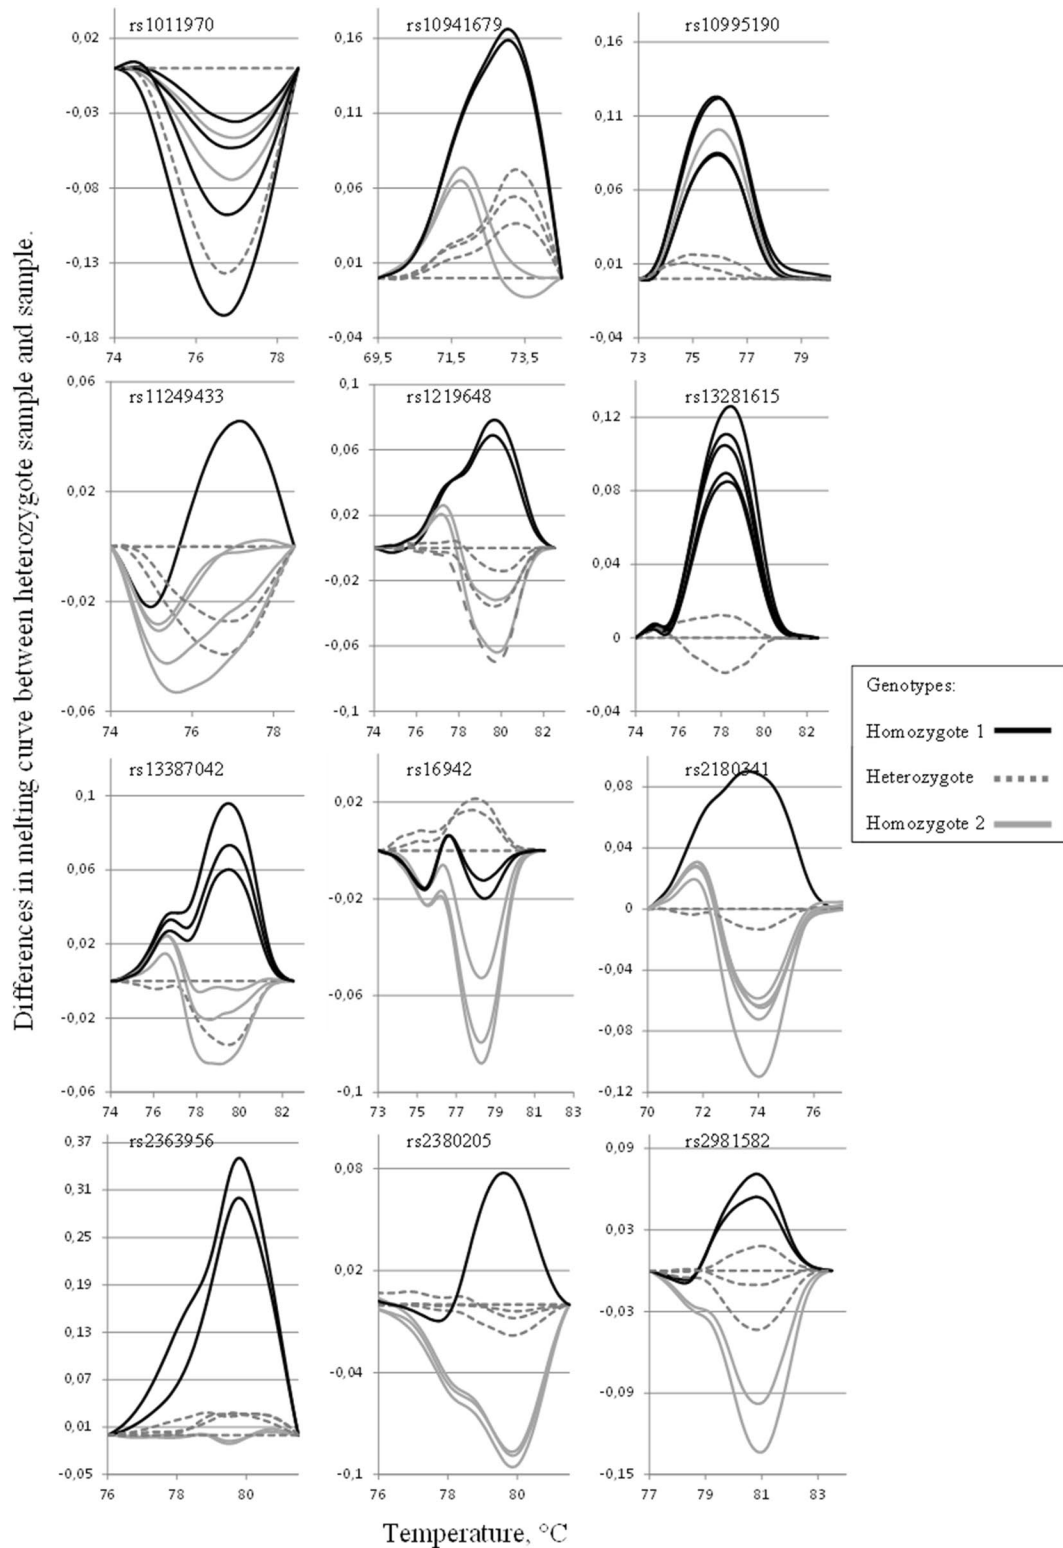 Differences in melting curve between heterozygote sample and sample.
rs1011970
0,02
-0,03
-0,08
-0,13
-0,18
74 76 78
rs10941679
0,16
0,11
0,06
0,01
-0,04
69,5 71,5 73,5
rs10995190
0,16
0,11
0,06
0,01
-0,04
73 75 77 79
rs11249433
0,06
0,02
-0,02
-0,06
74 76 78
rs1219648
0,1
0,06
0,02
-0,02
-0,06
-0,1
74 76 78 80 82
rs13281615
0,12
0,08
0,04
0
-0,04
74 76 78 80 82
Genotypes:
Homozygote 1
Heterozygote
Homozygote 2
rs13387042
0,1
0,06
0,02
-0,02
-0,06
74 76 78 80 82
rs16942
0,02
-0,02
-0,06
-0,1
73 75 77 79 81 83
rs2180341
0,08
0,04
0
-0,04
-0,08
-0,12
70 72 74 76
rs2363956
0,37
0,31
0,25
0,19
0,13
0,07
0,01
-0,05
76 78 80
rs2380205
0,08
0,02
-0,04
-0,1
76 78 80
rs2981582
0,09
0,03
-0,03
-0,09
-0,15
77 79 81 83
Temperature, °C